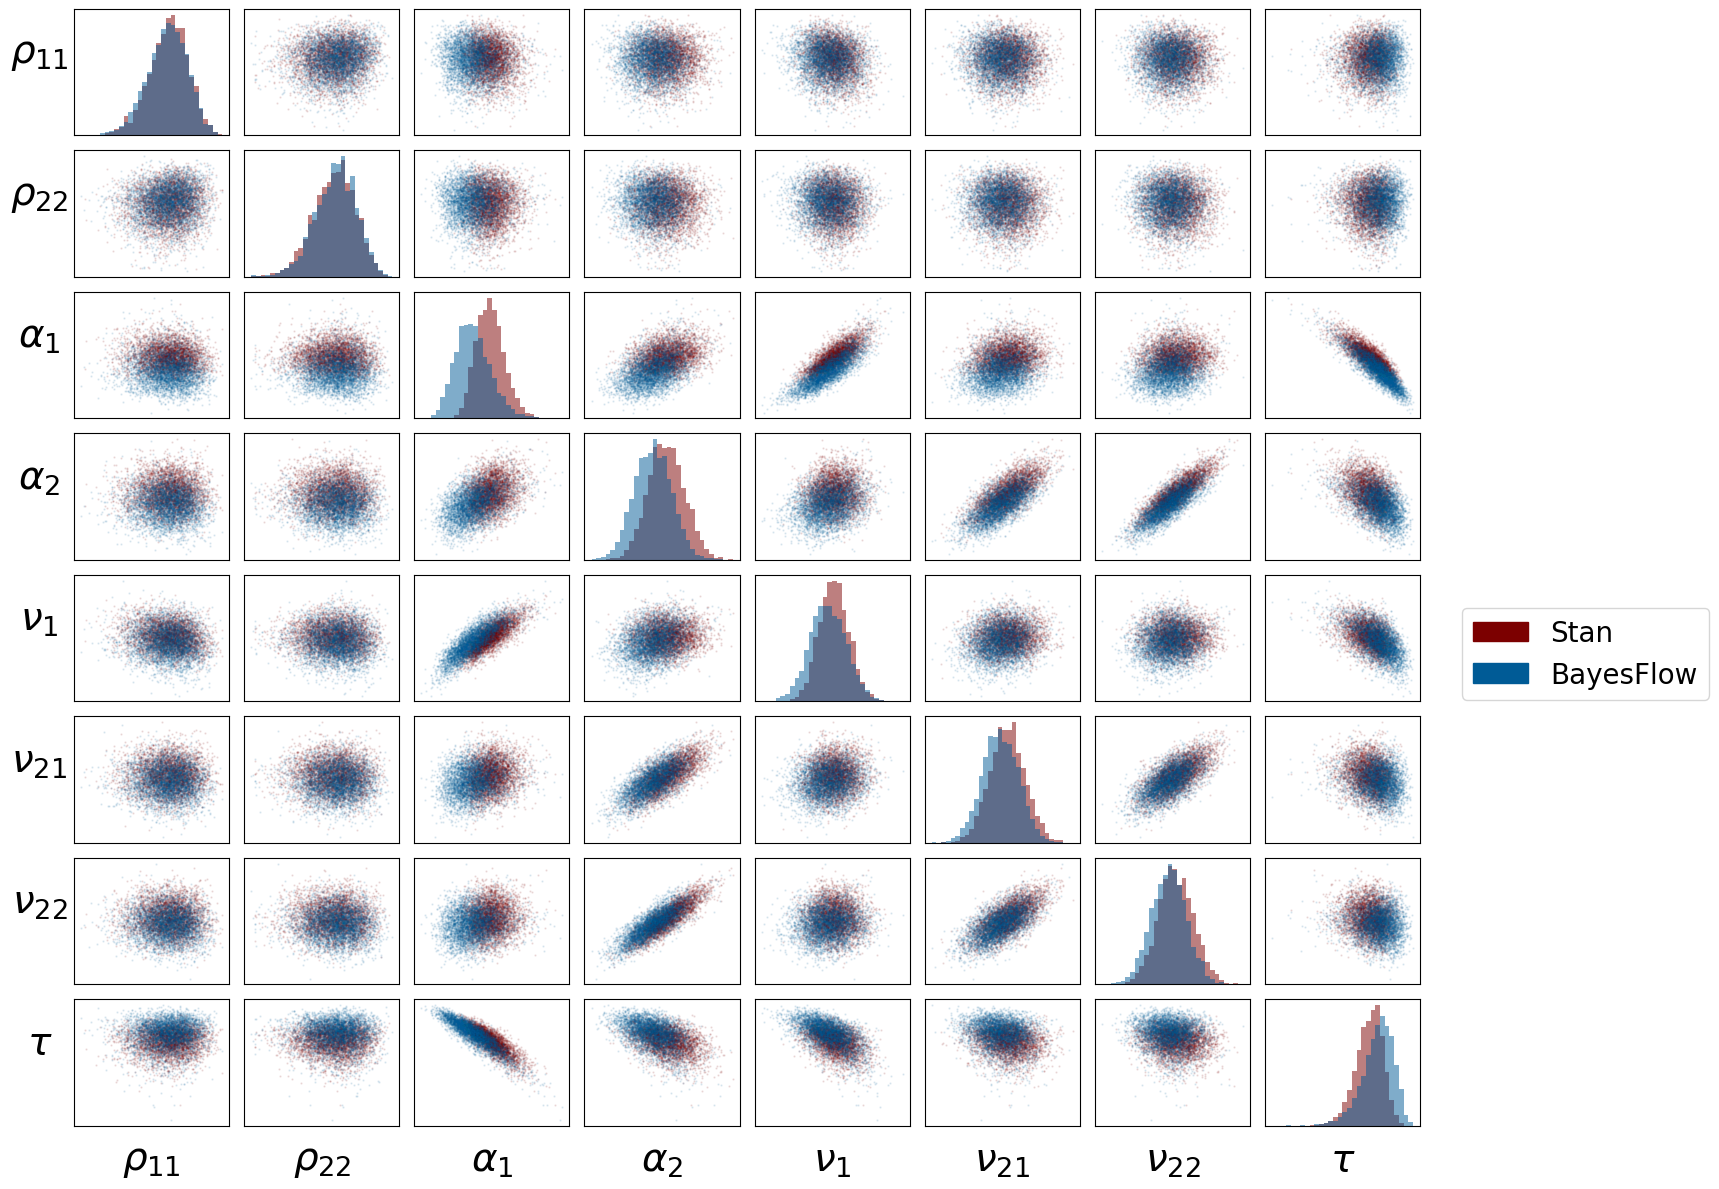 ρ₁₁
ρ₂₂
α₁
α₂
ν₁
ν₂₁
ν₂₂
τ
ρ₁₁ ρ₂₂ α₁ α₂ ν₁ ν₂₁ ν₂₂ τ
Stan
BayesFlow